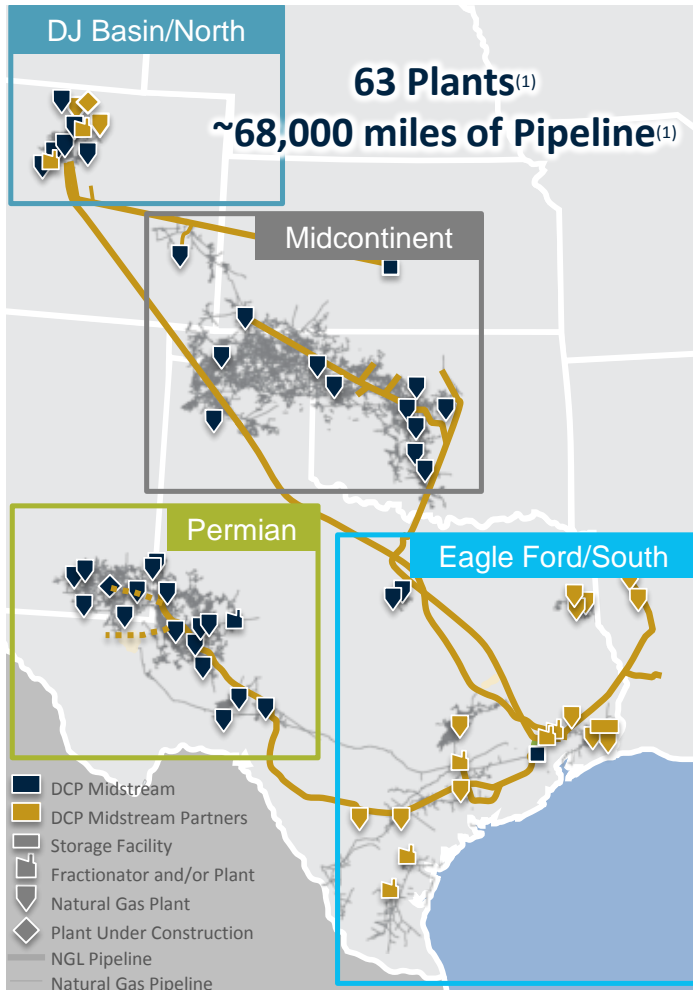 DJ Basin/North
63 Plants(1)
~68,000 miles of Pipeline(1)
Midcontinent
Permian
Eagle Ford/South
DCP Midstream
DCP Midstream Partners
Storage Facility
Fractionator and/or Plant
Natural Gas Plant
Plant Under Construction
NGL Pipeline
Natural Gas Pipeline